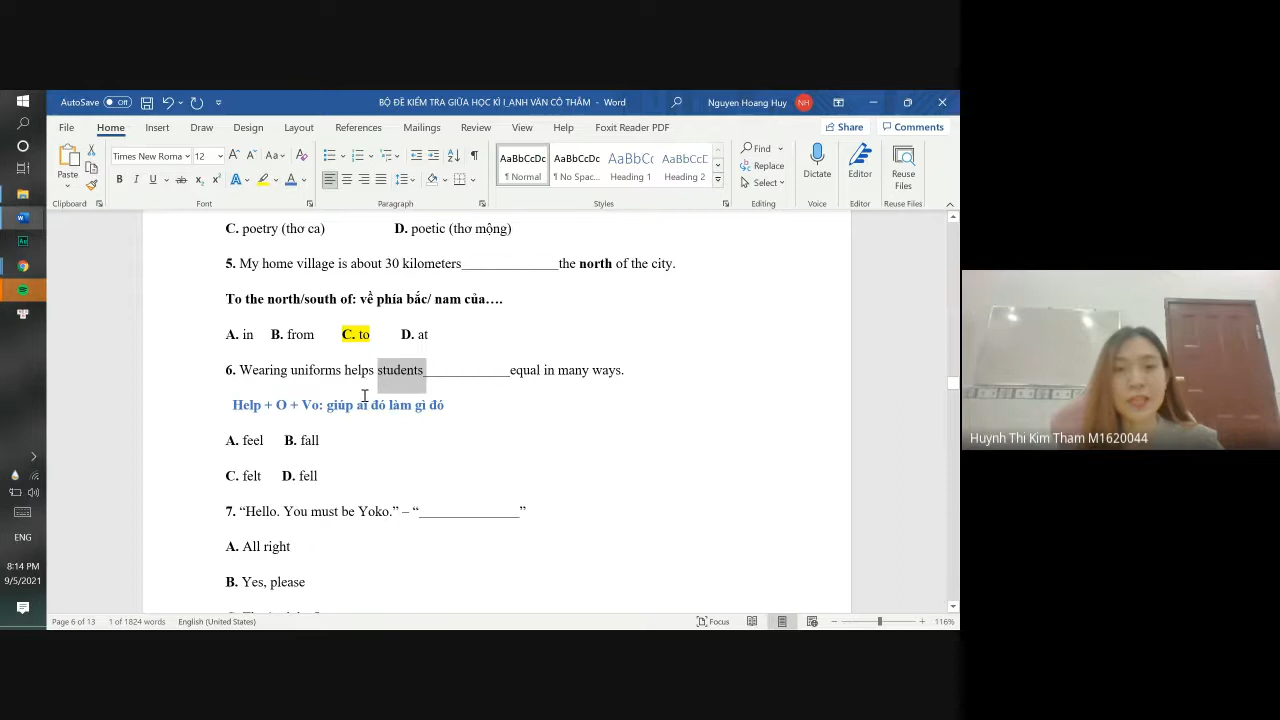 AutoSave Off
BỘ ĐỀ KIỂM TRA GIỮA HỌC KÌ I_ANH VĂN CÔ THẮM - Word
Nguyen Hoang Huy NH
File Home Insert Draw Design Layout References Mailings Review View Help Foxit Reader PDF
Share Comments
Paste
Times New Roma 12
AaBbCcDc AaBbCcDc AaBbCc AaBbCcD
¶ Normal ¶ No Spac... Heading 1 Heading 2
Find
Replace
Select
Dictate
Editor
Reuse Files
Clipboard Font Paragraph Styles Editing Voice Editor Reuse Files
C. poetry (thơ ca) D. poetic (thơ mộng)
5. My home village is about 30 kilometers_____________the north of the city.
To the north/south of: về phía bắc/ nam của….
A. in B. from C. to D. at
6. Wearing uniforms helps students____________equal in many ways.
Help + O + Vo: giúp ai đó làm gì đó
A. feel B. fall
C. felt D. fell
7. “Hello. You must be Yoko.” – “______________”
A. All right
B. Yes, please
Page 6 of 13 1 of 1824 words English (United States) Focus 116%
ENG
8:14 PM
9/5/2021
Huynh Thi Kim Tham M1620044